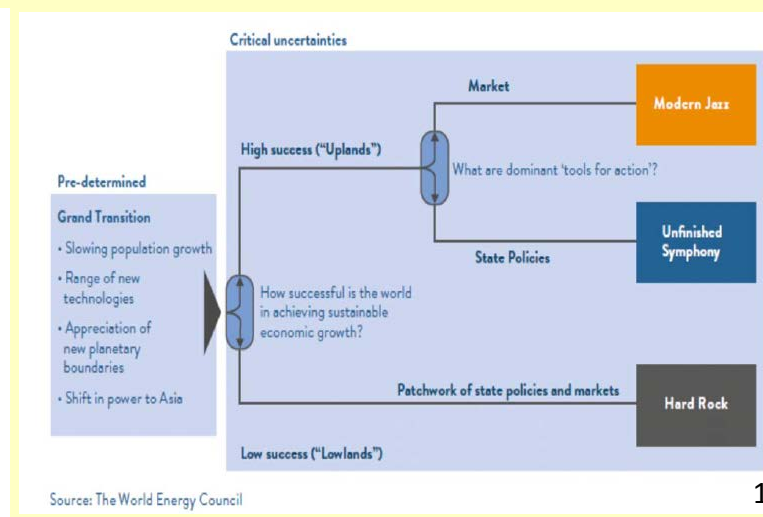 Critical uncertainties
Market
Modern Jazz
High success ("Uplands")
What are dominant 'tools for action'?
Pre-determined
Grand Transition
• Slowing population growth
• Range of new
technologies
• Appreciation of
new planetary
boundaries
• Shift in power to Asia
State Policies
Unfinished
Symphony
How successful is the world
in achieving sustainable
economic growth?
Patchwork of state policies and markets
Hard Rock
Low success ("Lowlands")
Source: The World Energy Council
1